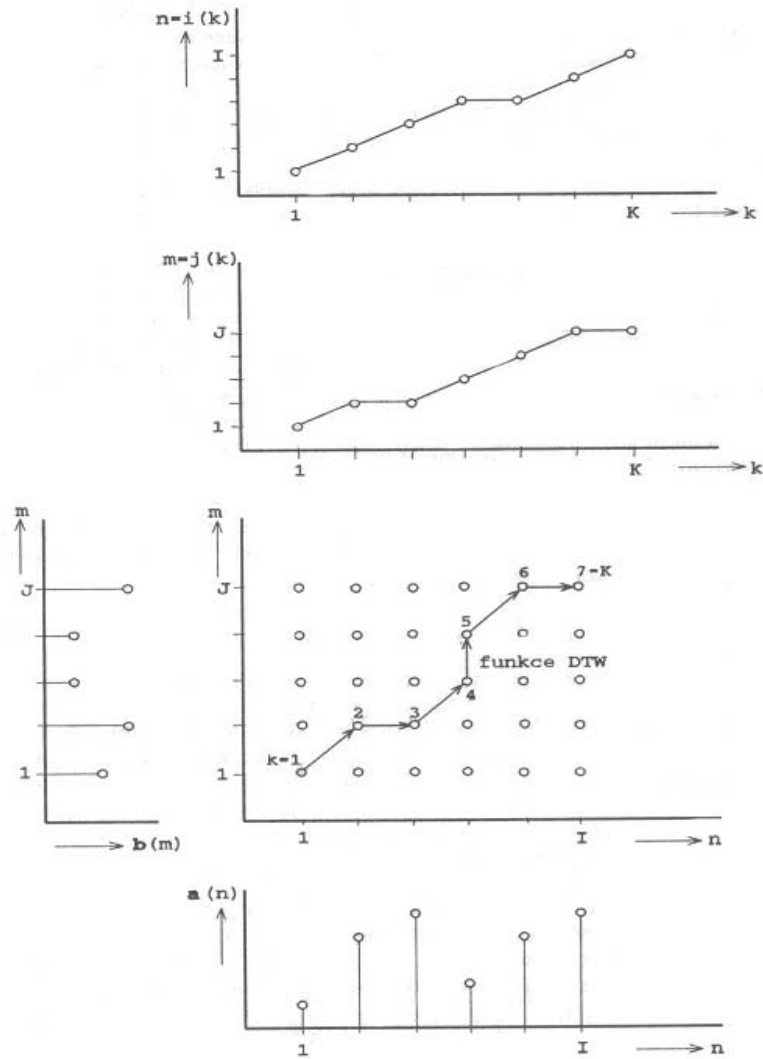 n=i(k)
I
1
1 K k
m=j(k)
J
1
1 K k
m m
6 7=K
J J
5
funkce DTW
4
2 3
k=1
1 1
1 I n
b(m)
a(n)
1 I n